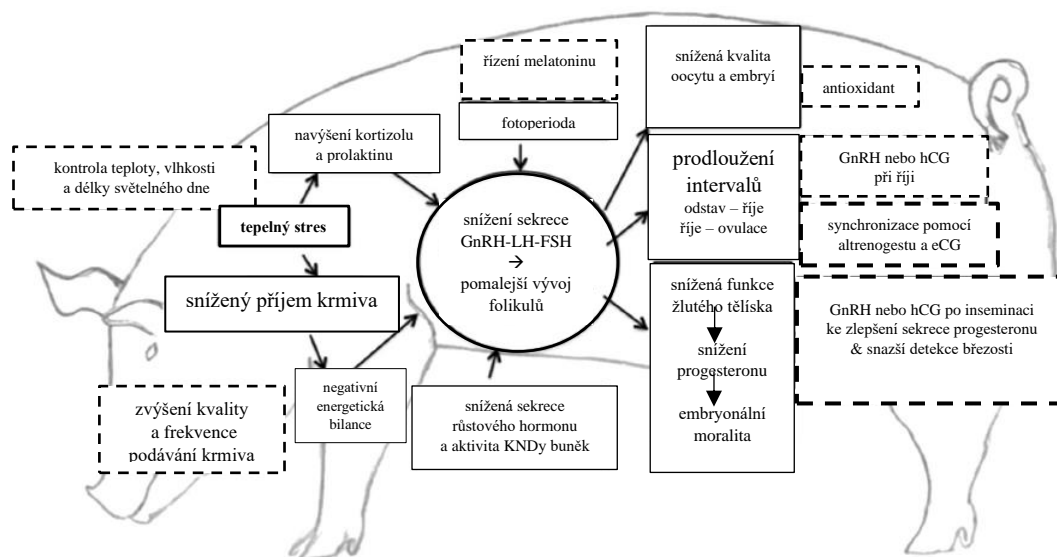 řízení melatoninu
fotoperioda
snížená kvalita
oocytu a embryí
antioxidant
navýšení kortizolu
a prolaktinu
kontrola teploty, vlhkosti
a délky světelného dne
tepelný stres
snížený příjem krmiva
snížení sekrece
GnRH-LH-FSH
→
pomalejší vývoj
folikulů
prodloužení
intervalů
odstav – říje
říje – ovulace
GnRH nebo hCG
při říji
synchronizace pomocí
altrenogestu a eCG
snížená funkce
žlutého tělíska
snížení
progesteronu
embryonální
moralita
GnRH nebo hCG po inseminaci
ke zlepšení sekrece progesteronu
& snazší detekce březosti
zvýšení kvality
a frekvence
podávání krmiva
negativní
energetická
bilance
snížená sekrece
růstového hormonu
a aktivita KNDy buněk